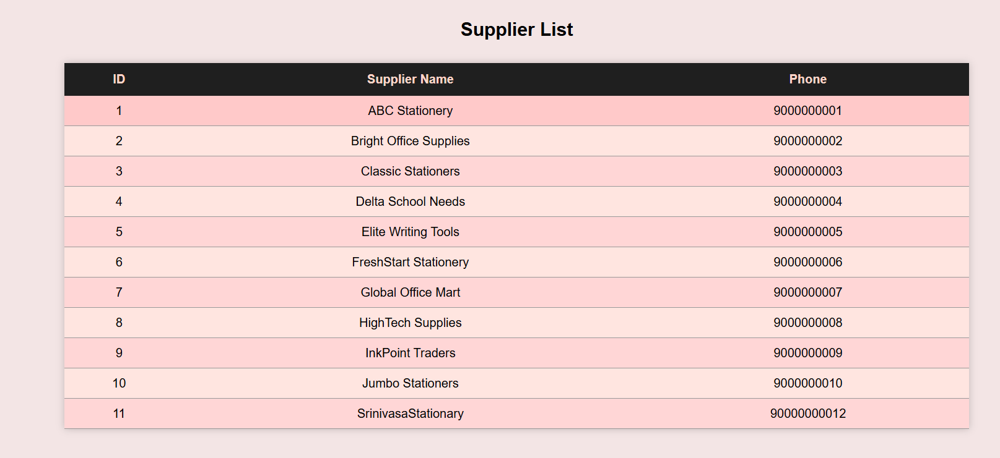 Supplier List
ID Supplier Name Phone
1 ABC Stationery 9000000001
2 Bright Office Supplies 9000000002
3 Classic Stationers 9000000003
4 Delta School Needs 9000000004
5 Elite Writing Tools 9000000005
6 FreshStart Stationery 9000000006
7 Global Office Mart 9000000007
8 HighTech Supplies 9000000008
9 InkPoint Traders 9000000009
10 Jumbo Stationers 9000000010
11 SrinivasaStationary 90000000012